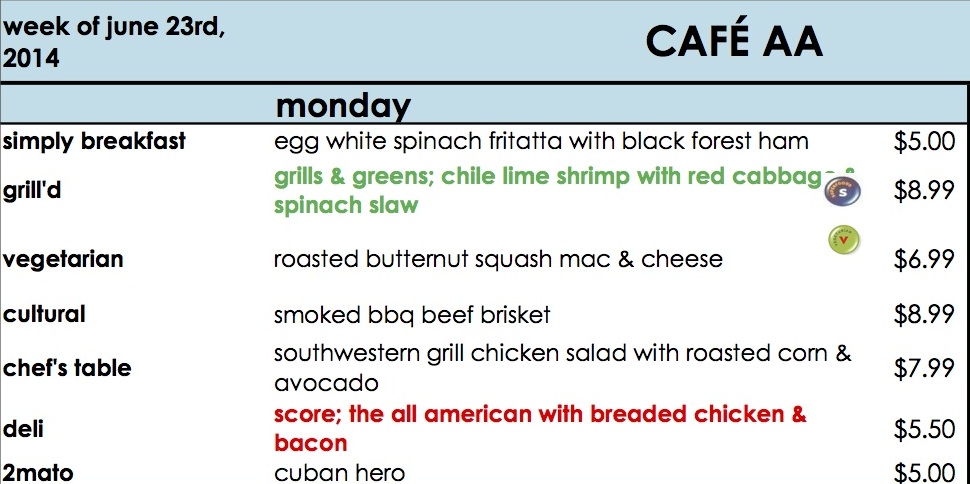 week of june 23rd,
2014
CAFÉ AA
monday
simply breakfast
egg white spinach fritatta with black forest ham
$5.00
grill'd
grills & greens; chile lime shrimp with red cabbage &
spinach slaw
S
$8.99
V
vegetarian
roasted butternut squash mac & cheese
$6.99
cultural
smoked bbq beef brisket
$8.99
chef's table
southwestern grill chicken salad with roasted corn &
avocado
$7.99
deli
score; the all american with breaded chicken &
bacon
$5.50
2mato
cuban hero
$5.00